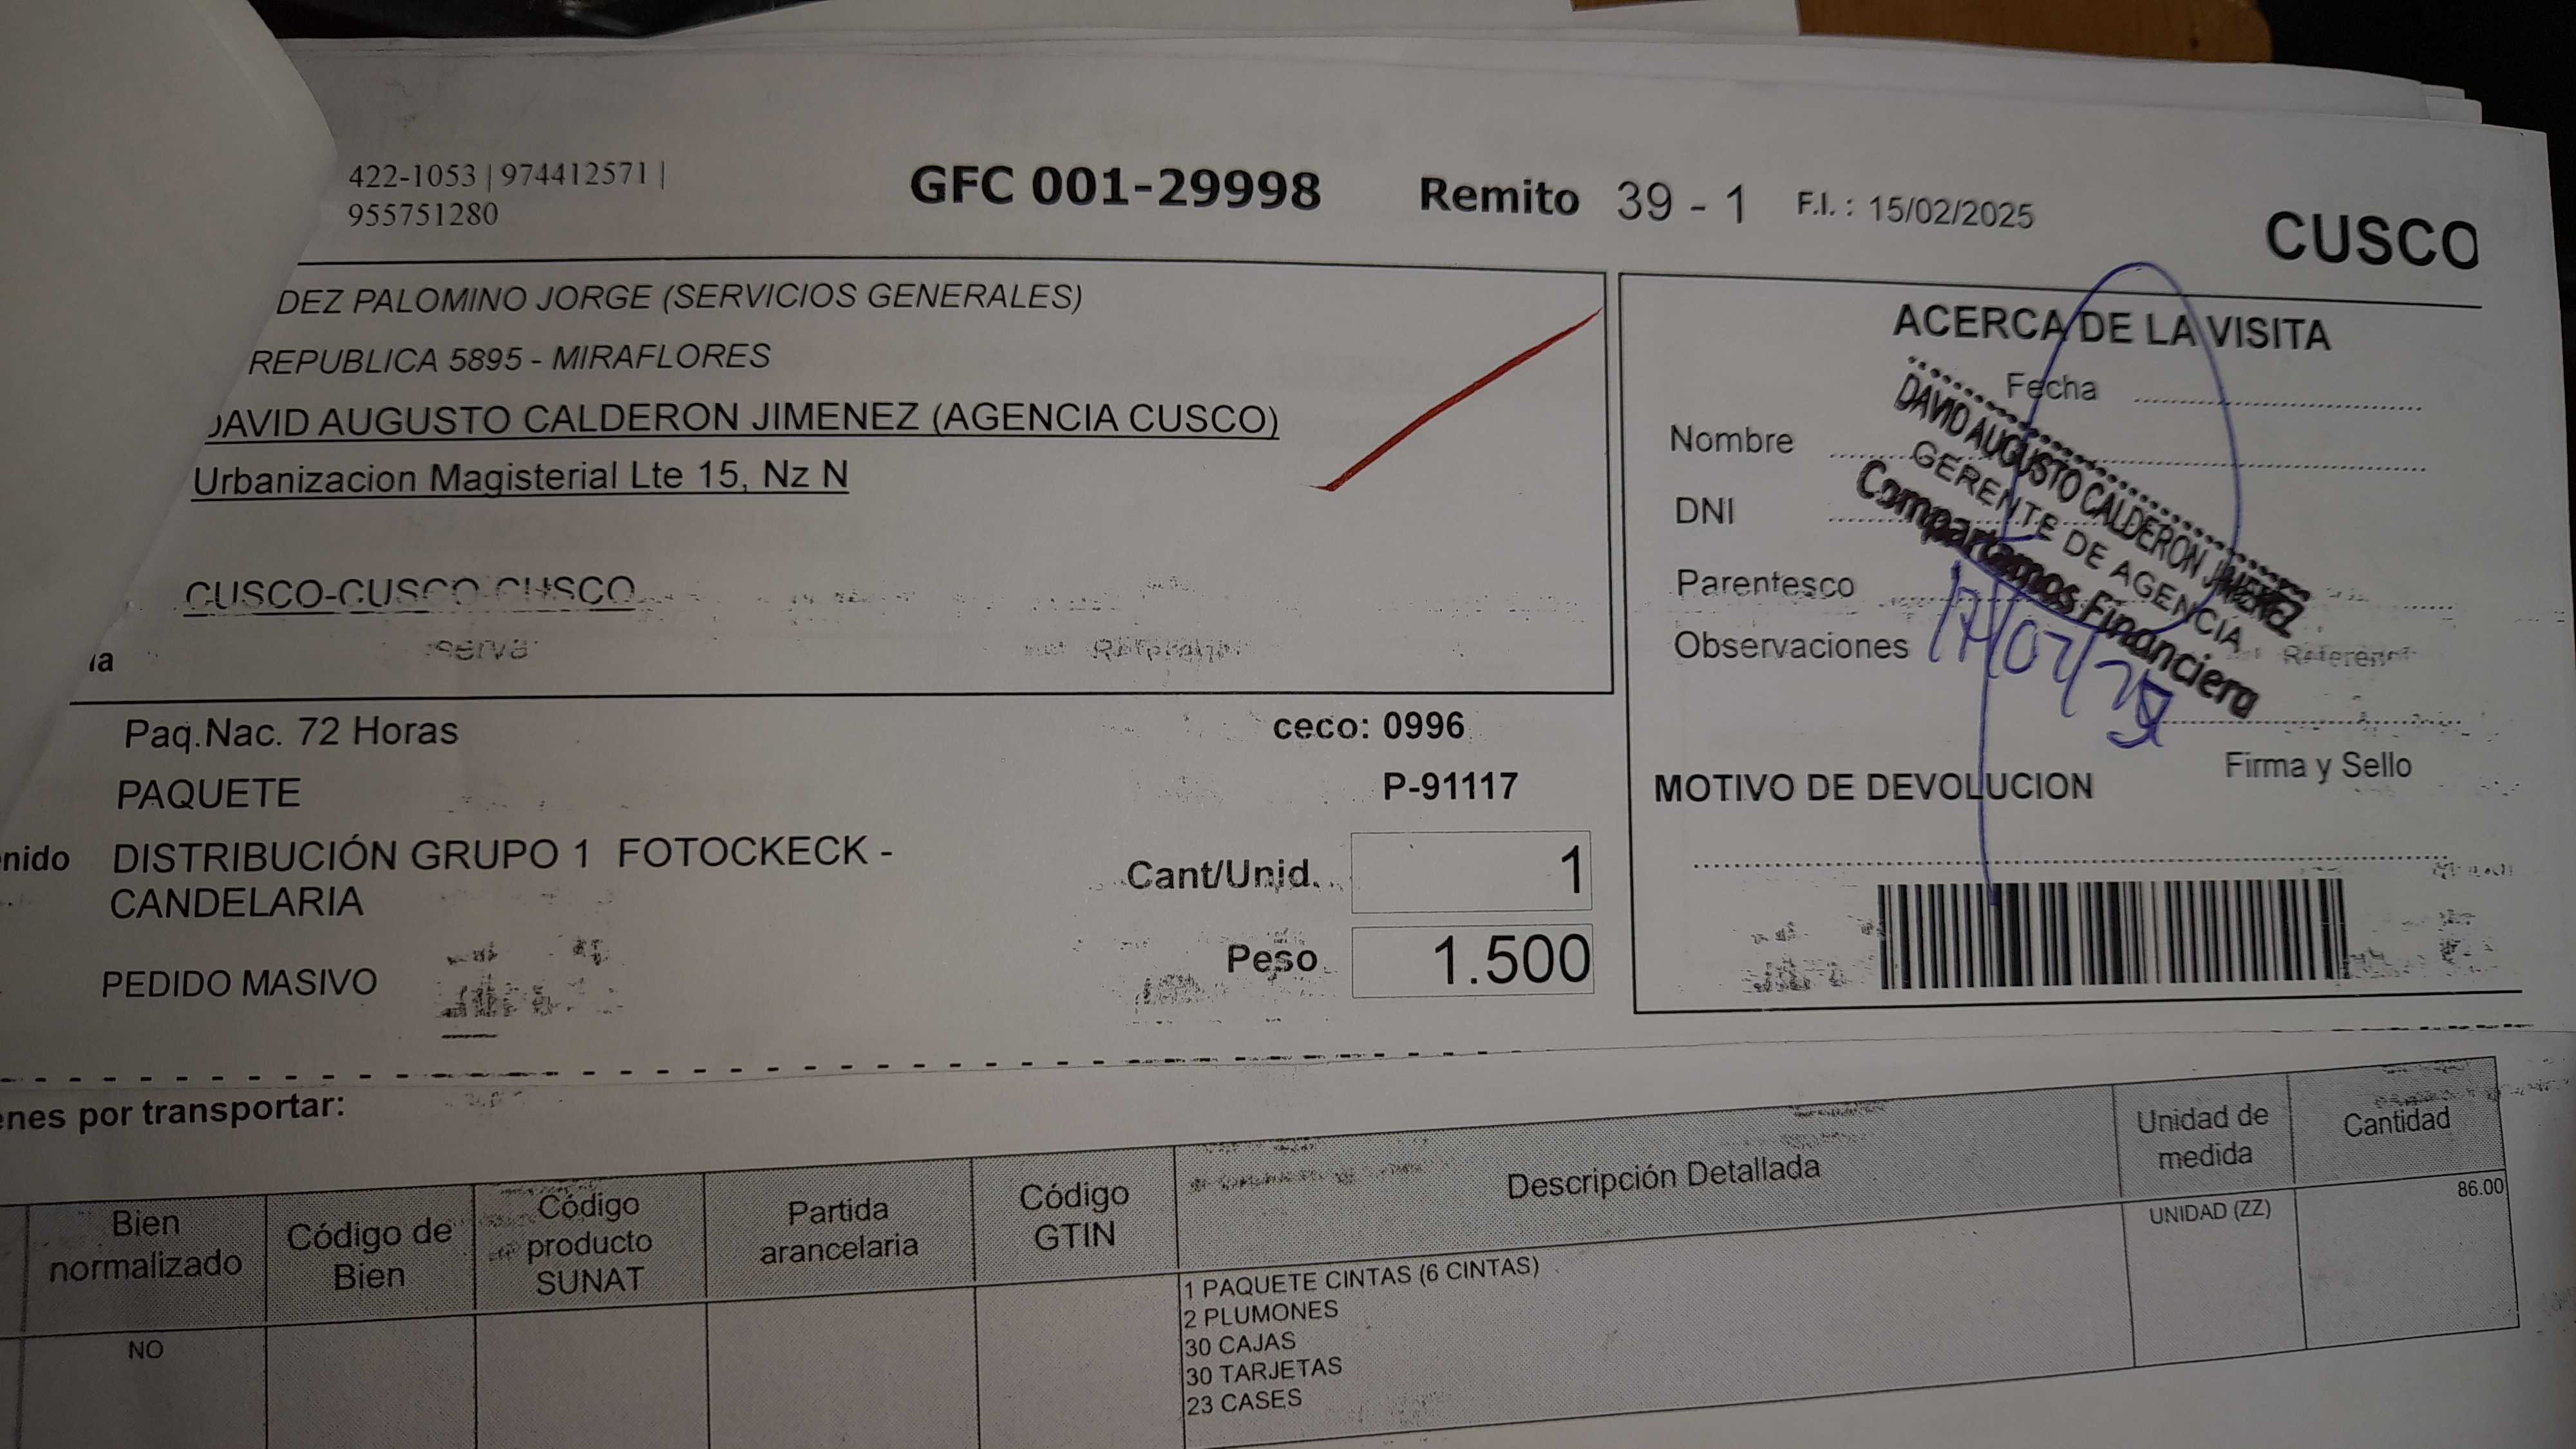 422-1053 | 974412571 |
955751280
GFC 001-29998
Remito 39 - 1
F.I. : 15/02/2025
CUSCO
DEZ PALOMINO JORGE (SERVICIOS GENERALES)
REPUBLICA 5895 - MIRAFLORES
DAVID AUGUSTO CALDERON JIMENEZ (AGENCIA CUSCO)
Urbanizacion Magisterial Lte 15, Nz N
CUSCO-CUSCO-CUSCO
ACERCA DE LA VISITA
Fecha
Nombre
DNI
Parentesco
Observaciones
DAVID AUGUSTO CALDERON JIMENEZ
GERENTE DE AGENCIA
Compartamos Financiera
Firma y Sello
MOTIVO DE DEVOLUCION
Paq.Nac. 72 Horas
ceco: 0996
PAQUETE
P-91117
nido DISTRIBUCIÓN GRUPO 1 FOTOCKECK -
CANDELARIA
Cant/Unid. 1
PEDIDO MASIVO
Peso 1.500
enes por transportar:
Bien normalizado
Código de Bien
Código producto SUNAT
Partida arancelaria
Código GTIN
Descripción Detallada
Unidad de medida
Cantidad
NO
1 PAQUETE CINTAS (6 CINTAS)
2 PLUMONES
30 CAJAS
30 TARJETAS
23 CASES
UNIDAD (ZZ)
86.00